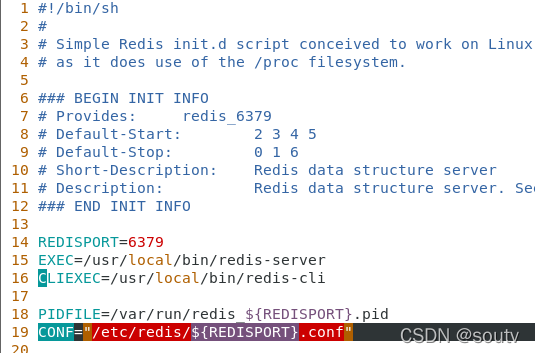 1 #!/bin/sh
2 #
3 # Simple Redis init.d script conceived to work on Linux
4 # as it does use of the /proc filesystem.
5
6 ### BEGIN INIT INFO
7 # Provides: redis_6379
8 # Default-Start: 2 3 4 5
9 # Default-Stop: 0 1 6
10 # Short-Description: Redis data structure server
11 # Description: Redis data structure server. See
12 ### END INIT INFO
13
14 REDISPORT=6379
15 EXEC=/usr/local/bin/redis-server
16 CLIEXEC=/usr/local/bin/redis-cli
17
18 PIDFILE=/var/run/redis_${REDISPORT}.pid
19 CONF="/etc/redis/${REDISPORT}.conf"
20
CSDN @soutv